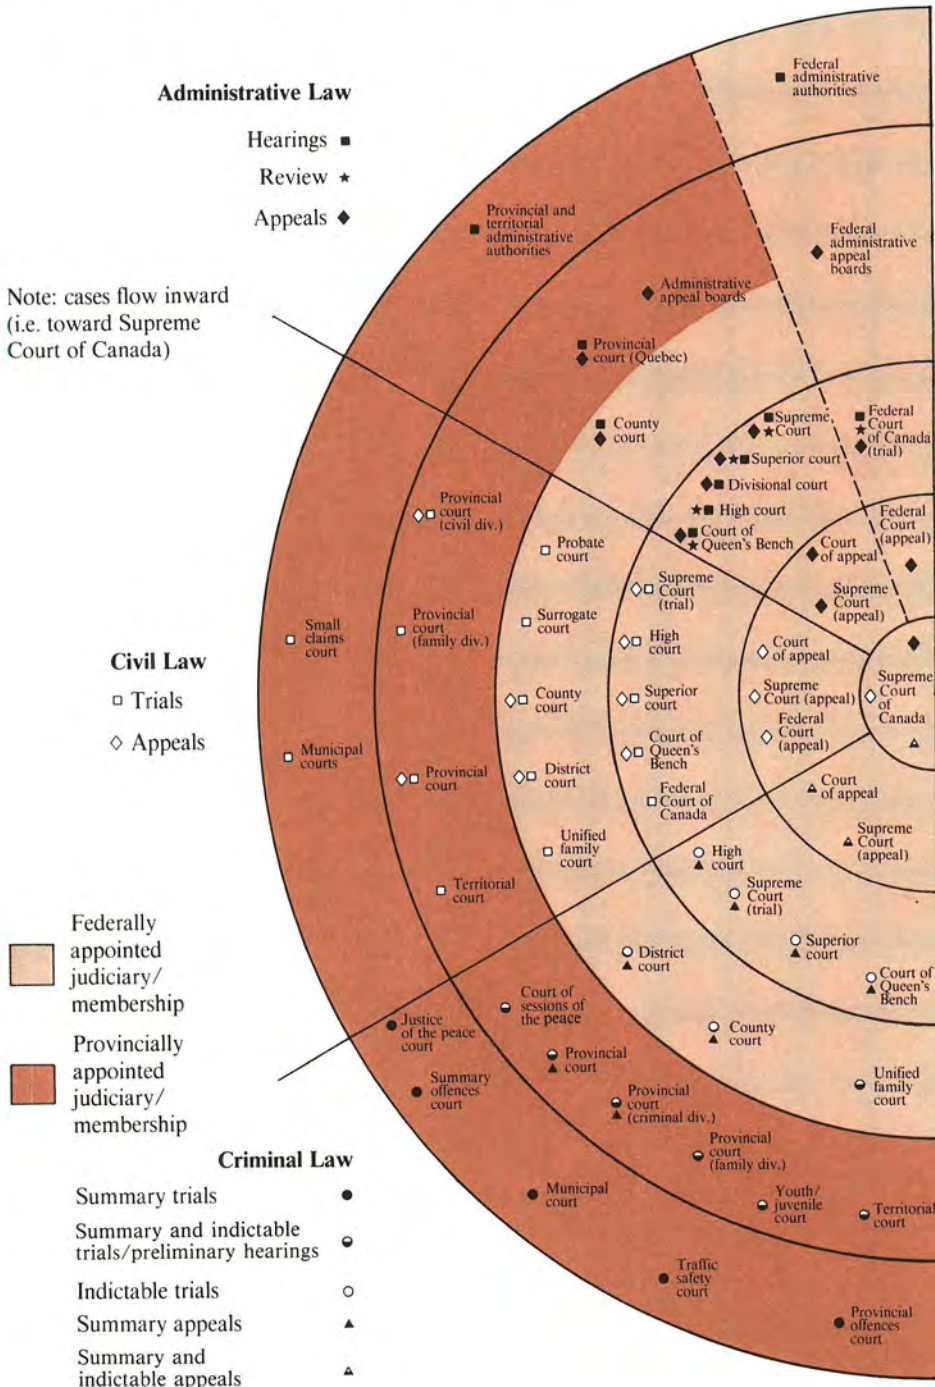 Administrative Law
Hearings
Review
Appeals
Note: cases flow inward
(i.e. toward Supreme
Court of Canada)
Civil Law
Trials
Appeals
Federally
appointed
judiciary/
membership
Provincially
appointed
judiciary/
membership
Criminal Law
Summary trials
Summary and indictable
trials/preliminary hearings
Indictable trials
Summary appeals
Summary and
indictable appeals
Federal
administrative
authorities
Provincial and
territorial
administrative
authorities
Federal
administrative
appeal
boards
Administrative
appeal boards
Provincial
court (Quebec)
County
court
Supreme
Court
Superior court
Divisional court
High court
Court of
Queen's Bench
Federal
Court
of Canada
(trial)
Federal
Court
(appeal)
Court
of appeal
Supreme
Court
(appeal)
Small
claims
court
Municipal
courts
Provincial
court
(civil div.)
Provincial
court
(family div.)
Provincial
court
Territorial
court
Probate
court
Surrogate
court
County
court
District
court
Unified
family
court
Supreme
Court
(trial)
High
court
Superior
court
Court of
Queen's
Bench
Federal
Court of
Canada
Court
of appeal
Supreme
Court (appeal)
Federal
Court
(appeal)
Supreme
Court
of
Canada
Court
of appeal
Supreme
Court
(appeal)
High
court
Supreme
Court
(trial)
Superior
court
Court of
Queen's
Bench
District
court
County
court
Unified
family
court
Court of
sessions of
the peace
Provincial
court
Provincial
court
(criminal div.)
Provincial
court
(family div.)
Youth/
juvenile
court
Territorial
court
Justice
of the peace
court
Summary
offences
court
Municipal
court
Traffic
safety
court
Provincial
offences
court